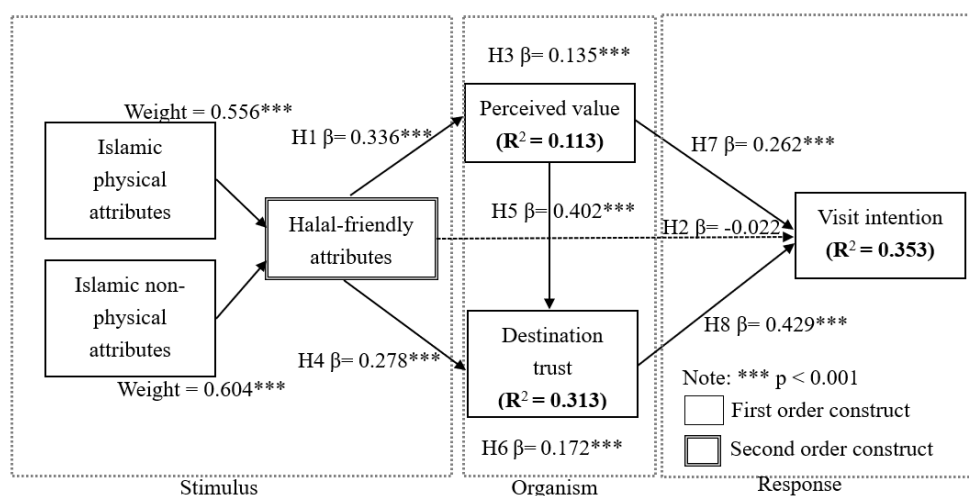 H3 β= 0.135***
Weight = 0.556***
Perceived value
(R² = 0.113)
H1 β= 0.336***
H7 β= 0.262***
Islamic
physical
attributes
H5 β= 0.402***
Halal-friendly
attributes
H2 β= -0.022
Visit intention
(R² = 0.353)
Islamic non-
physical
attributes
Destination
trust
(R² = 0.313)
H8 β= 0.429***
H4 β= 0.278***
Weight = 0.604***
Note: *** p < 0.001
First order construct
H6 β= 0.172***
Second order construct
Stimulus
Organism
Response